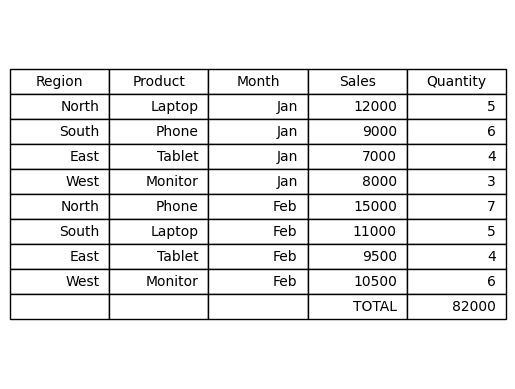 Region Product Month Sales Quantity
North Laptop Jan 12000 5
South Phone Jan 9000 6
East Tablet Jan 7000 4
West Monitor Jan 8000 3
North Phone Feb 15000 7
South Laptop Feb 11000 5
East Tablet Feb 9500 4
West Monitor Feb 10500 6
TOTAL 82000